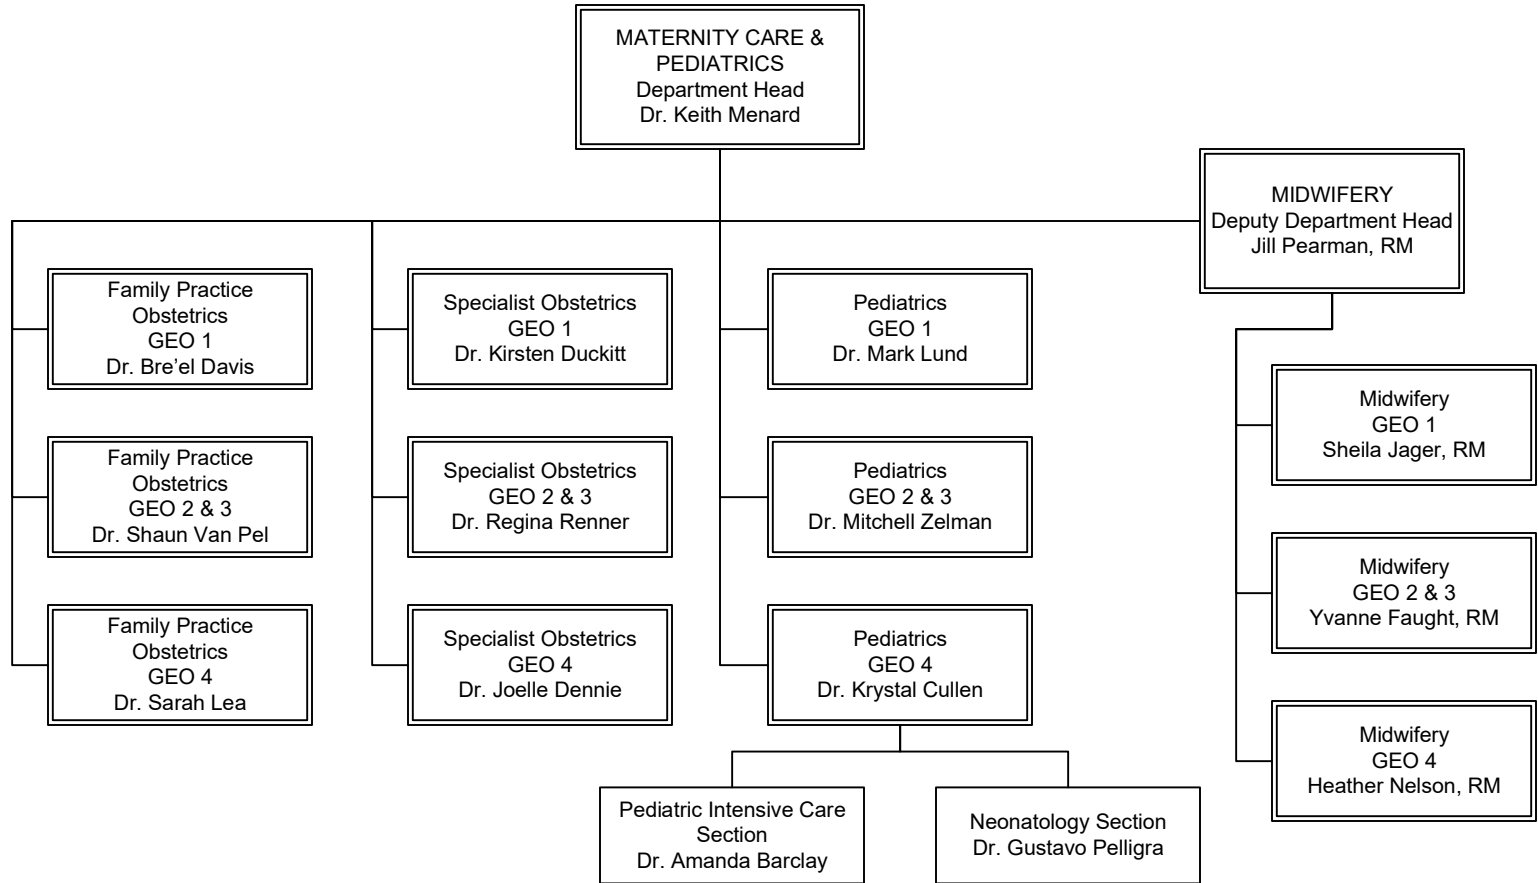 MATERNITY CARE &
PEDIATRICS
Department Head
Dr. Keith Menard
MIDWIFERY
Deputy Department Head
Jill Pearman, RM
Family Practice
Obstetrics
GEO 1
Dr. Bre’el Davis
Specialist Obstetrics
GEO 1
Dr. Kirsten Duckitt
Pediatrics
GEO 1
Dr. Mark Lund
Midwifery
GEO 1
Sheila Jager, RM
Family Practice
Obstetrics
GEO 2 & 3
Dr. Shaun Van Pel
Specialist Obstetrics
GEO 2 & 3
Dr. Regina Renner
Pediatrics
GEO 2 & 3
Dr. Mitchell Zelman
Midwifery
GEO 2 & 3
Yvanne Faught, RM
Family Practice
Obstetrics
GEO 4
Dr. Sarah Lea
Specialist Obstetrics
GEO 4
Dr. Joelle Dennie
Pediatrics
GEO 4
Dr. Krystal Cullen
Midwifery
GEO 4
Heather Nelson, RM
Pediatric Intensive Care
Section
Dr. Amanda Barclay
Neonatology Section
Dr. Gustavo Pelligra